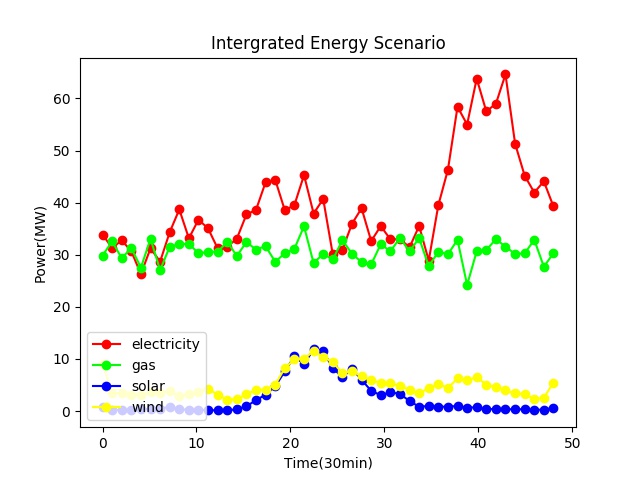 Intergrated Energy Scenario
Power(MW)
60
50
40
30
20
10
0
electricity
gas
solar
wind
0 10 20 30 40 50
Time(30min)